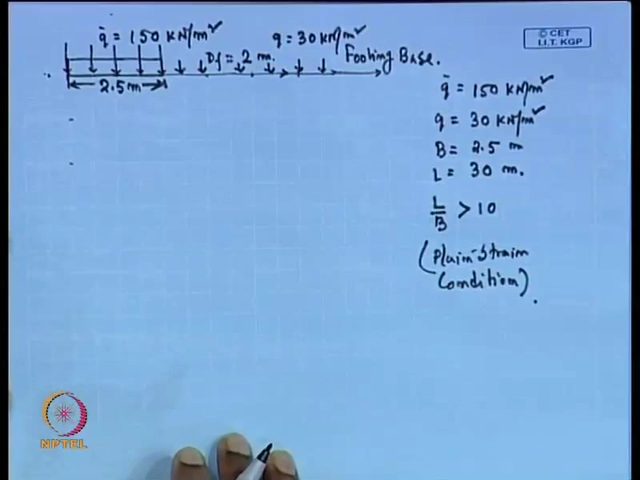 q̄ = 150 KN/m² q = 30 KN/m²
Df = 2 m. Footing Base.
2.5 m
q̄ = 150 KN/m²
q = 30 KN/m²
B = 2.5 m
L = 30 m.
L/B > 10
(Plain-Strain
Condition).
© CET
I.I.T. KGP
NPTEL